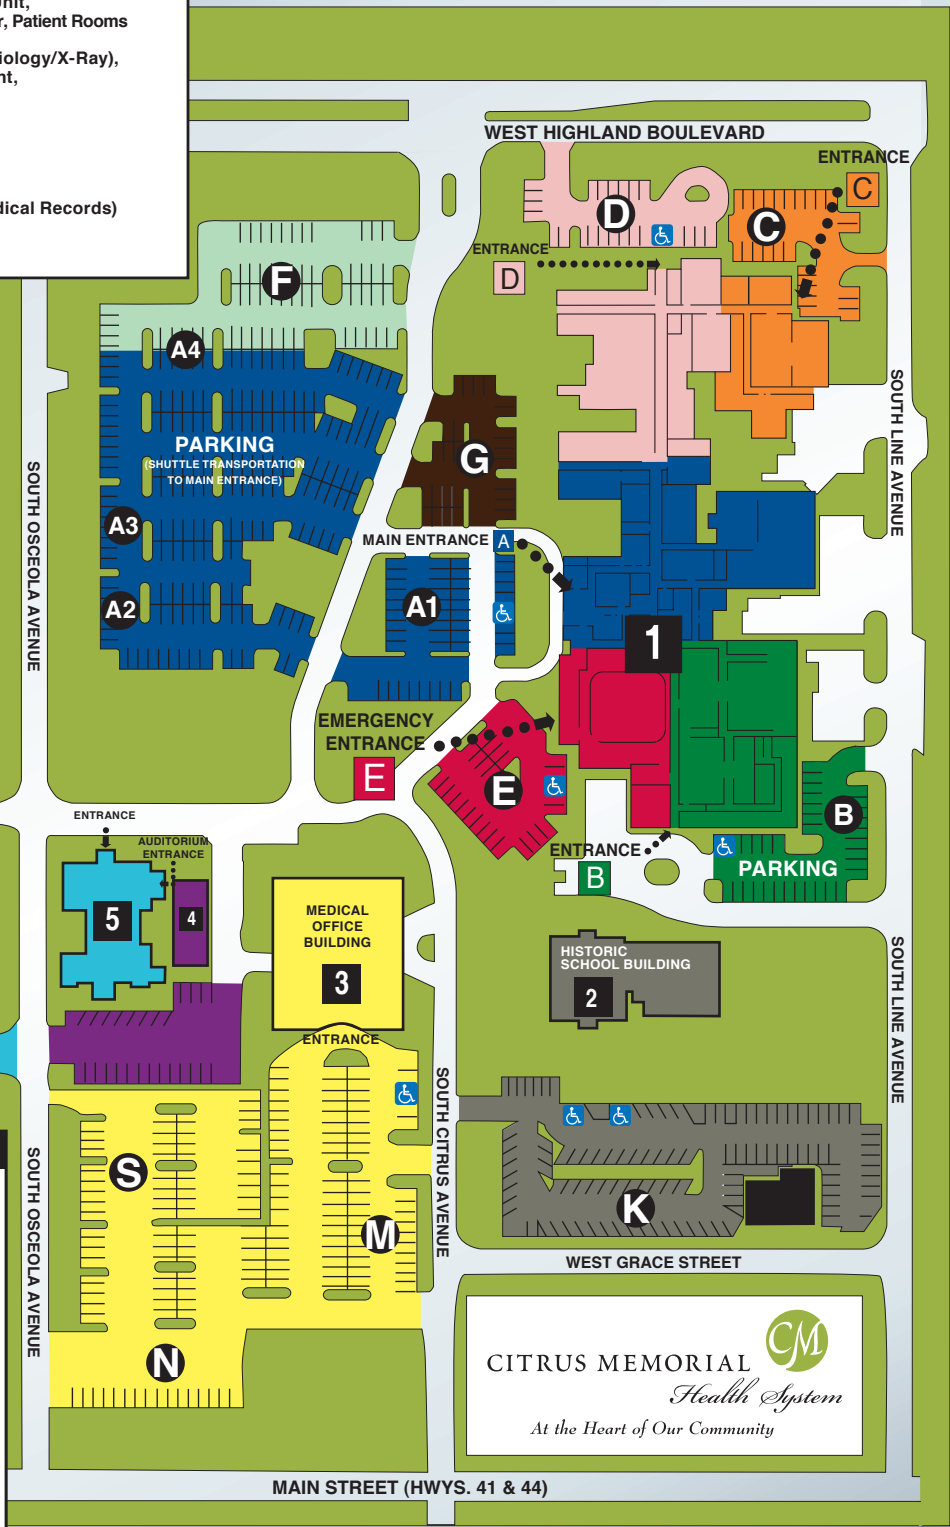 r, Patient Rooms
iology/X-Ray),
nt,
dical Records)
WEST HIGHLAND BOULEVARD
ENTRANCE
C
D
C
ENTRANCE
D
F
A4
PARKING
(SHUTTLE TRANSPORTATION
TO MAIN ENTRANCE)
G
SOUTH LINE AVENUE
SOUTH OSCEOLA AVENUE
A3
MAIN ENTRANCE A
A2
A1
1
EMERGENCY
ENTRANCE
E
E
B
ENTRANCE
B
PARKING
ENTRANCE
AUDITORIUM
ENTRANCE
5
4
MEDICAL
OFFICE
BUILDING
3
HISTORIC
SCHOOL BUILDING
2
SOUTH LINE AVENUE
ENTRANCE
SOUTH CITRUS AVENUE
SOUTH OSCEOLA AVENUE
S
M
K
N
WEST GRACE STREET
CITRUS MEMORIAL
CM
Health System
At the Heart of Our Community
MAIN STREET (HWYS. 41 & 44)